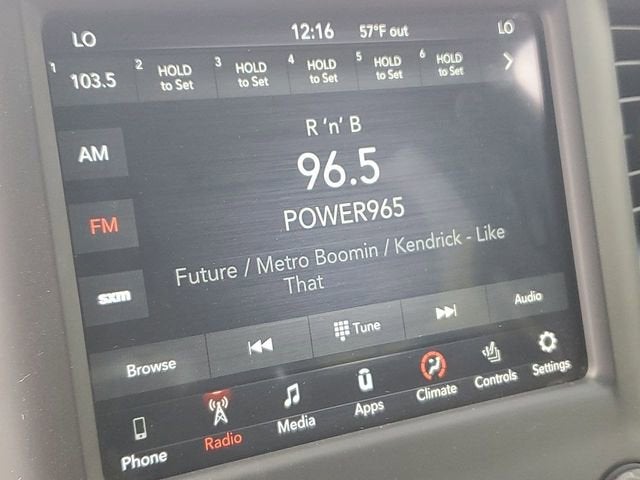 LO 12:16 57°F out LO
1 103.5 2 HOLD to Set 3 HOLD to Set 4 HOLD to Set 5 HOLD to Set 6 HOLD to Set
R 'n' B
AM
96.5
POWER965
FM
Future / Metro Boomin / Kendrick - Like
That
sxm
Browse Tune Audio
Phone Radio Media Apps Climate Controls Settings